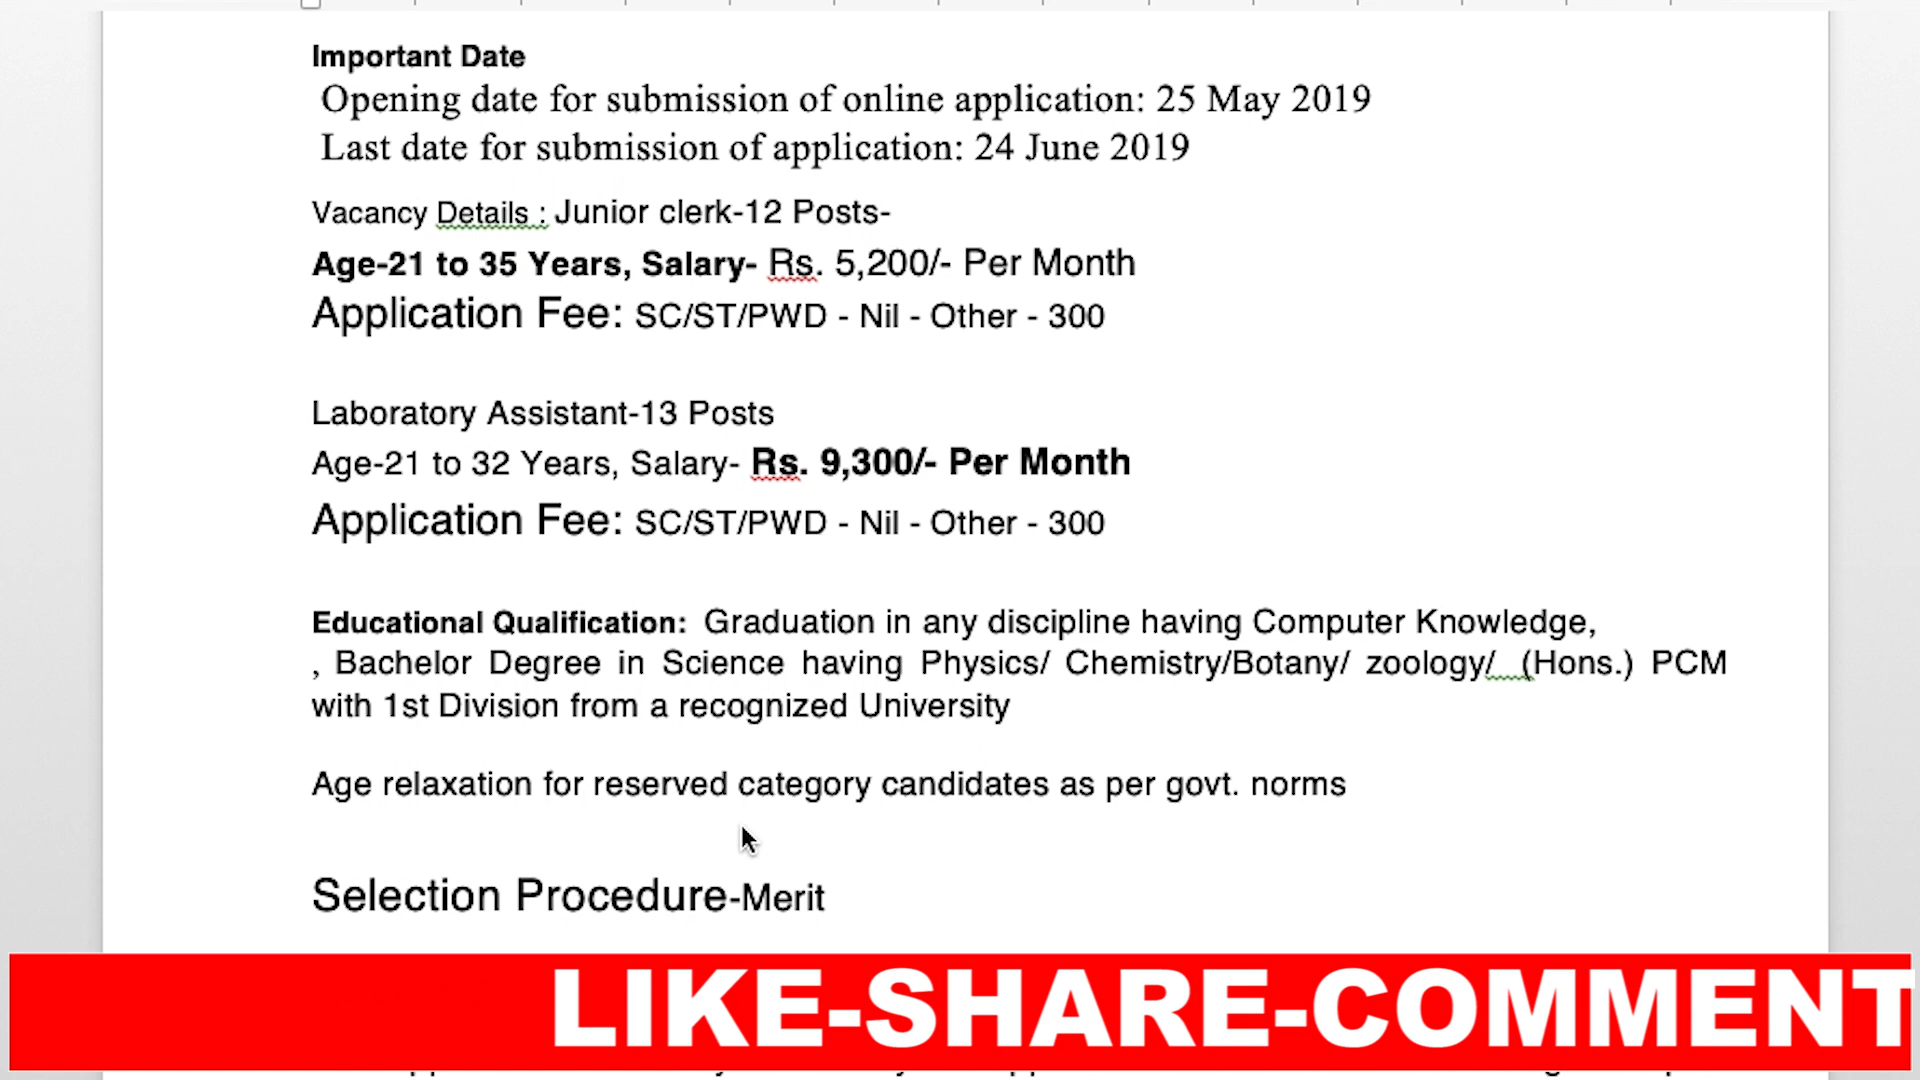 Important Date
Opening date for submission of online application: 25 May 2019
Last date for submission of application: 24 June 2019
Vacancy Details : Junior clerk-12 Posts-
Age-21 to 35 Years, Salary- Rs. 5,200/- Per Month
Application Fee: SC/ST/PWD - Nil - Other - 300
Laboratory Assistant-13 Posts
Age-21 to 32 Years, Salary- Rs. 9,300/- Per Month
Application Fee: SC/ST/PWD - Nil - Other - 300
Educational Qualification: Graduation in any discipline having Computer Knowledge,
, Bachelor Degree in Science having Physics/ Chemistry/Botany/ zoology/ (Hons.) PCM
with 1st Division from a recognized University
Age relaxation for reserved category candidates as per govt. norms
Selection Procedure-Merit
LIKE-SHARE-COMMENT